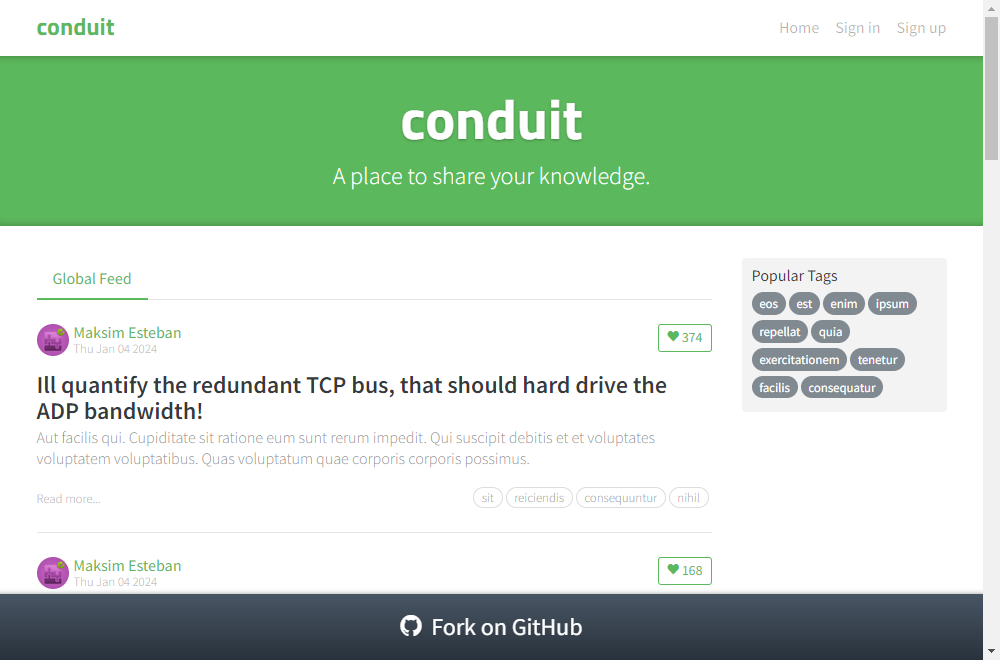 conduit
Home Sign in Sign up
conduit
A place to share your knowledge.
Global Feed
Maksim Esteban
Thu Jan 04 2024
374
Ill quantify the redundant TCP bus, that should hard drive the
ADP bandwidth!
Aut facilis qui. Cupiditate sit ratione eum sunt rerum impedit. Qui suscipit debitis et et voluptates
voluptatem voluptatibus. Quas voluptatum quae corporis corporis possimus.
Read more...
sit reiciendis consequuntur nihil
Maksim Esteban
Thu Jan 04 2024
168
Popular Tags
eos est enim ipsum
repellat quia
exercitationem tenetur
facilis consequatur
Fork on GitHub